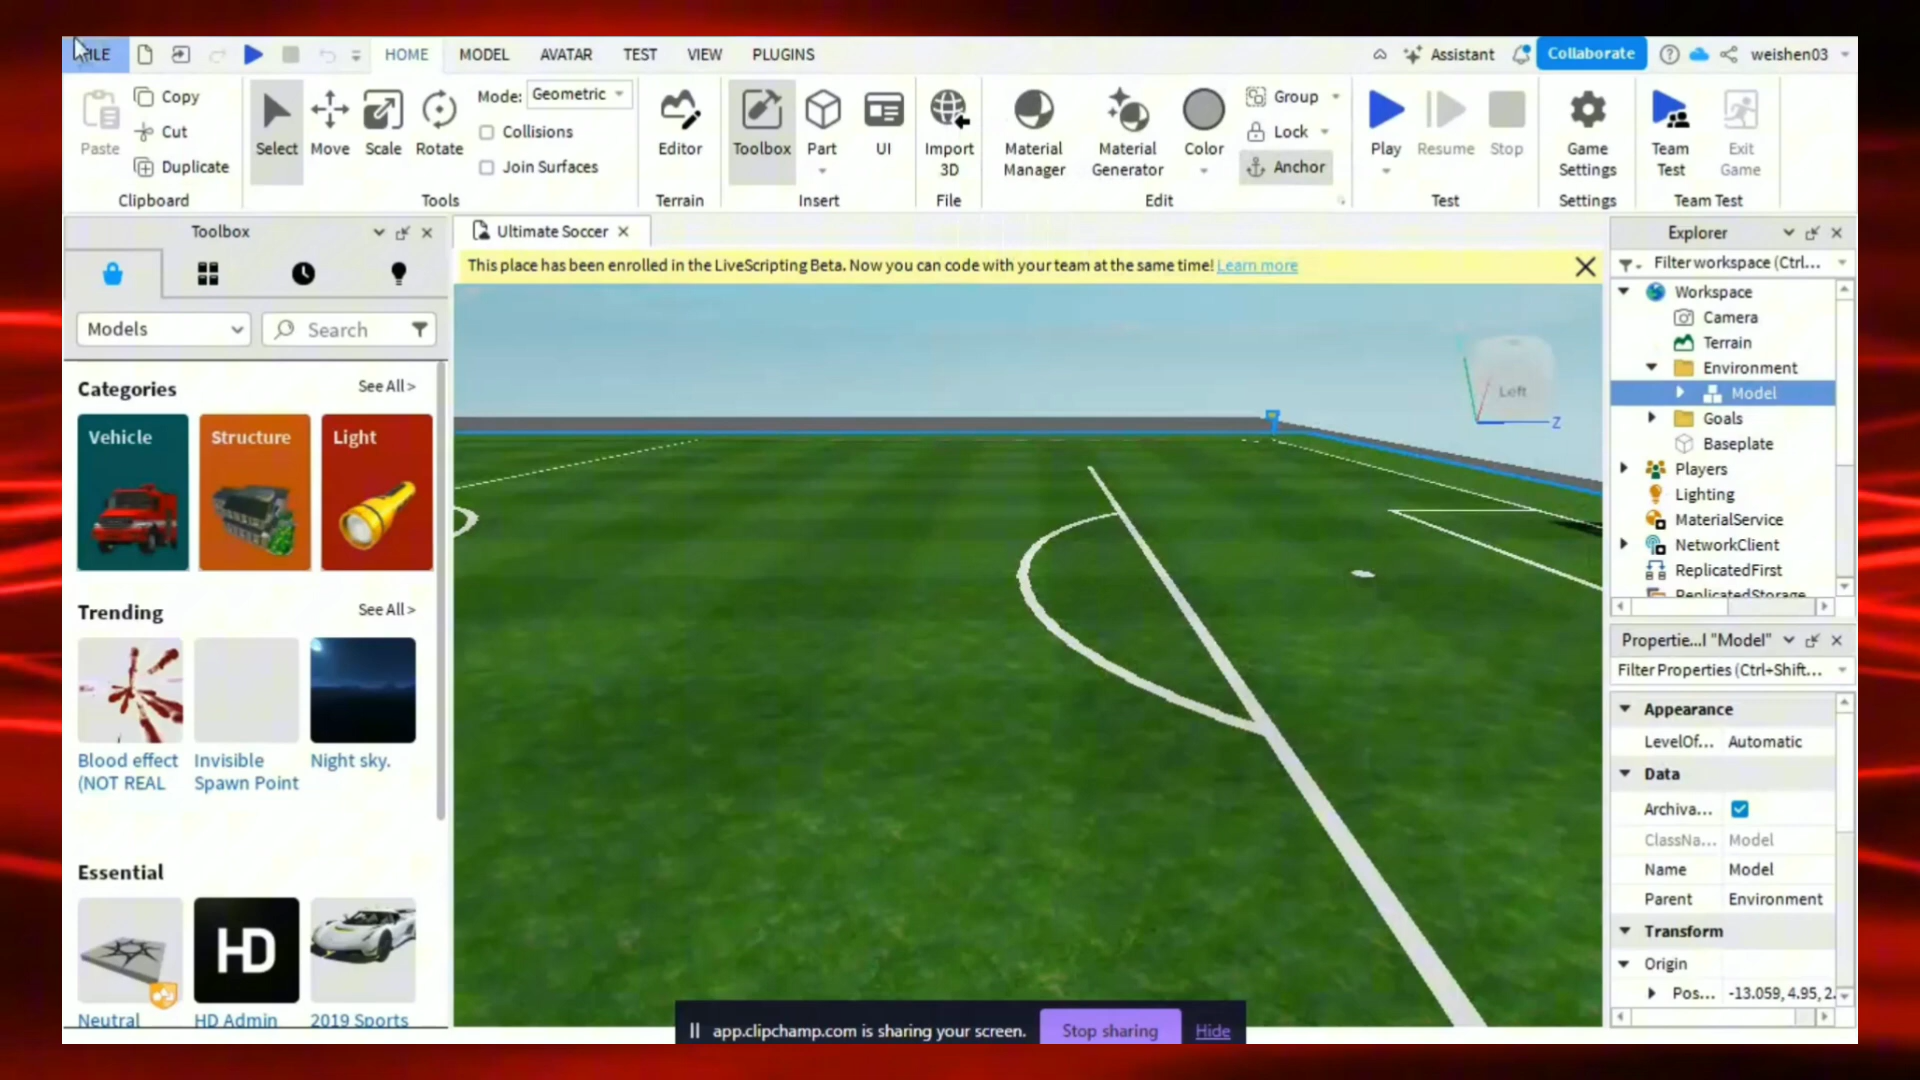 FILE HOME MODEL AVATAR TEST VIEW PLUGINS Assistant Collaborate weishen03
Paste Copy Cut Duplicate
Clipboard
Select Move Scale Rotate
Mode: Geometric
Collisions
Join Surfaces
Tools
Editor
Terrain
Toolbox Part UI
Insert
Import 3D
File
Material Manager
Material Generator
Color
Group
Lock
Anchor
Edit
Play Resume Stop
Test
Game Settings
Settings
Team Test
Exit Game
Team Test
Toolbox
Ultimate Soccer
This place has been enrolled in the LiveScripting Beta. Now you can code with your team at the same time! Learn more
Models
Search
Categories See All >
Vehicle Structure Light
Trending See All >
Blood effect (NOT REAL
Invisible Spawn Point
Night sky.
Essential
HD
Neutral HD Admin 2019 Sports
Left
Z
Explorer
Filter workspace (Ctrl...
Workspace
Camera
Terrain
Environment
Model
Goals
Baseplate
Players
Lighting
MaterialService
NetworkClient
ReplicatedFirst
ReplicatedStorage
Propertie...l "Model"
Filter Properties (Ctrl+Shift...
Appearance
LevelOf... Automatic
Data
Archiva...
ClassNa... Model
Name Model
Parent Environment
Transform
Origin
Pos... -13.059, 4.95, 2.
app.clipchamp.com is sharing your screen. Stop sharing Hide